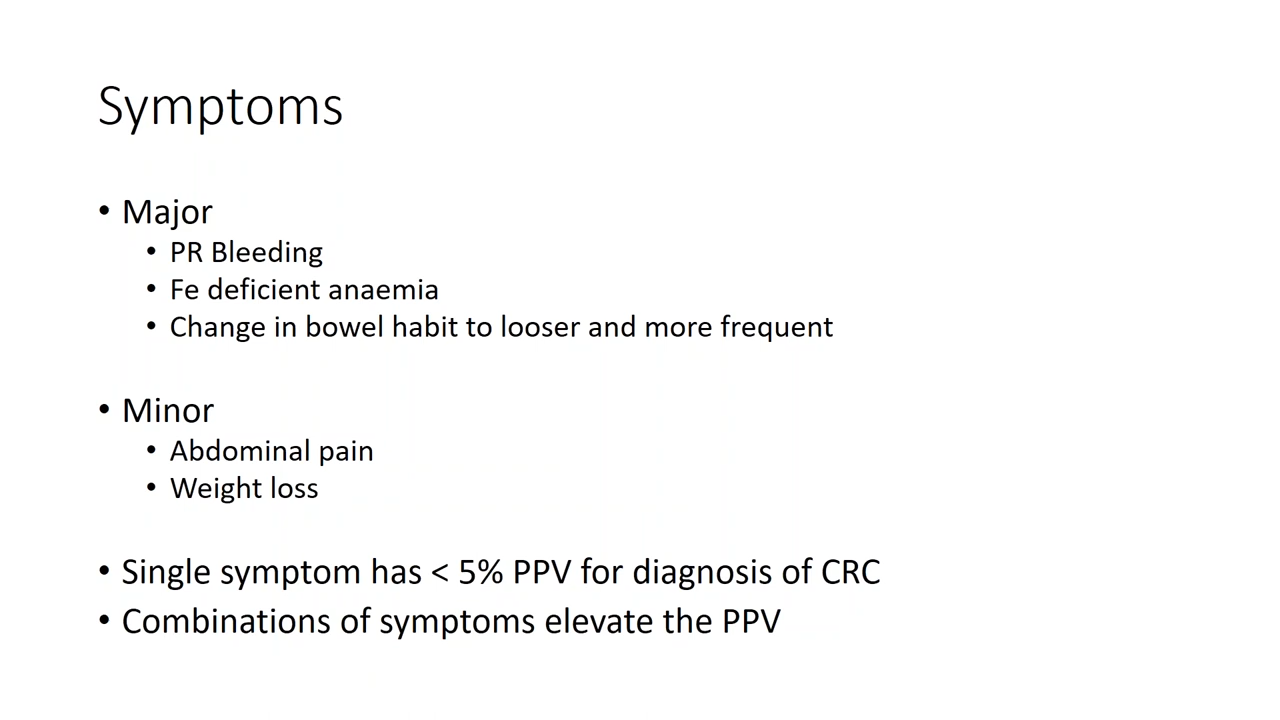 Symptoms
• Major
• PR Bleeding
• Fe deficient anaemia
• Change in bowel habit to looser and more frequent
• Minor
• Abdominal pain
• Weight loss
• Single symptom has < 5% PPV for diagnosis of CRC
• Combinations of symptoms elevate the PPV